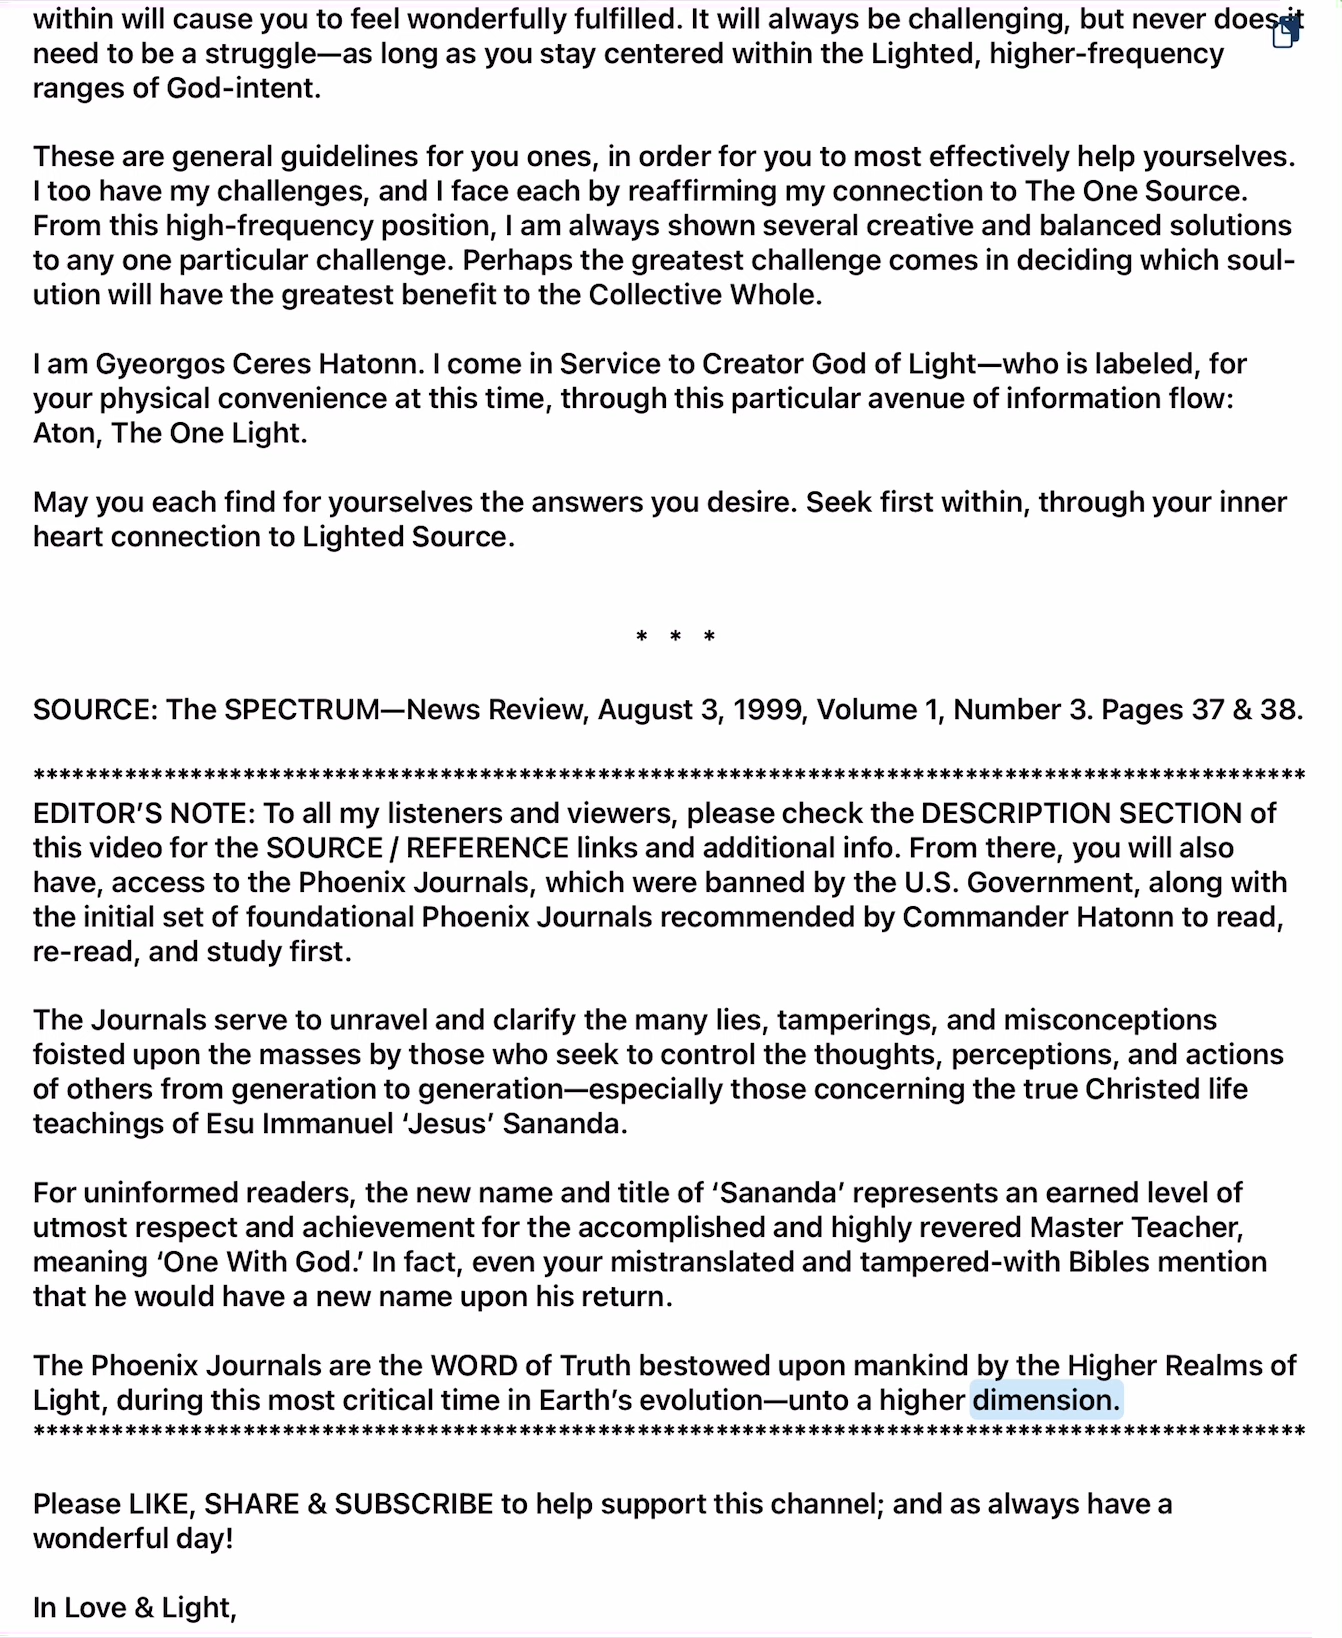 within will cause you to feel wonderfully fulfilled. It will always be challenging, but never does it
need to be a struggle—as long as you stay centered within the Lighted, higher-frequency
ranges of God-intent.
These are general guidelines for you ones, in order for you to most effectively help yourselves.
I too have my challenges, and I face each by reaffirming my connection to The One Source.
From this high-frequency position, I am always shown several creative and balanced solutions
to any one particular challenge. Perhaps the greatest challenge comes in deciding which soul-
ution will have the greatest benefit to the Collective Whole.
I am Gyeorgos Ceres Hatonn. I come in Service to Creator God of Light—who is labeled, for
your physical convenience at this time, through this particular avenue of information flow:
Aton, The One Light.
May you each find for yourselves the answers you desire. Seek first within, through your inner
heart connection to Lighted Source.
* * *
SOURCE: The SPECTRUM—News Review, August 3, 1999, Volume 1, Number 3. Pages 37 & 38.
****************************************************************************************************
EDITOR’S NOTE: To all my listeners and viewers, please check the DESCRIPTION SECTION of
this video for the SOURCE / REFERENCE links and additional info. From there, you will also
have, access to the Phoenix Journals, which were banned by the U.S. Government, along with
the initial set of foundational Phoenix Journals recommended by Commander Hatonn to read,
re-read, and study first.
The Journals serve to unravel and clarify the many lies, tamperings, and misconceptions
foisted upon the masses by those who seek to control the thoughts, perceptions, and actions
of others from generation to generation—especially those concerning the true Christed life
teachings of Esu Immanuel ‘Jesus’ Sananda.
For uninformed readers, the new name and title of ‘Sananda’ represents an earned level of
utmost respect and achievement for the accomplished and highly revered Master Teacher,
meaning ‘One With God.’ In fact, even your mistranslated and tampered-with Bibles mention
that he would have a new name upon his return.
The Phoenix Journals are the WORD of Truth bestowed upon mankind by the Higher Realms of
Light, during this most critical time in Earth’s evolution—unto a higher dimension.
****************************************************************************************************
Please LIKE, SHARE & SUBSCRIBE to help support this channel; and as always have a
wonderful day!
In Love & Light,